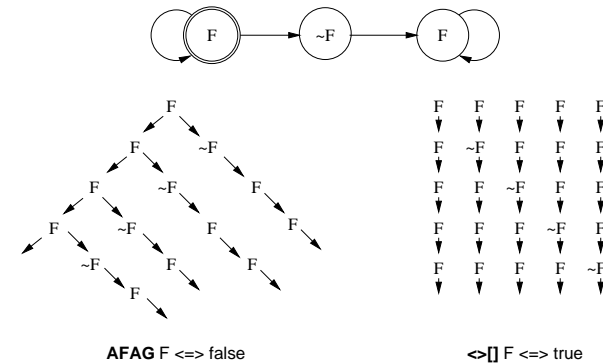 F ~F F
F F F F F F
F ~F F ~F F F F
F ~F F F F ~F F F
F ~F F F F F F ~F F
~F F F F F F ~F
F
AFAG F <=> false <>[] F <=> true